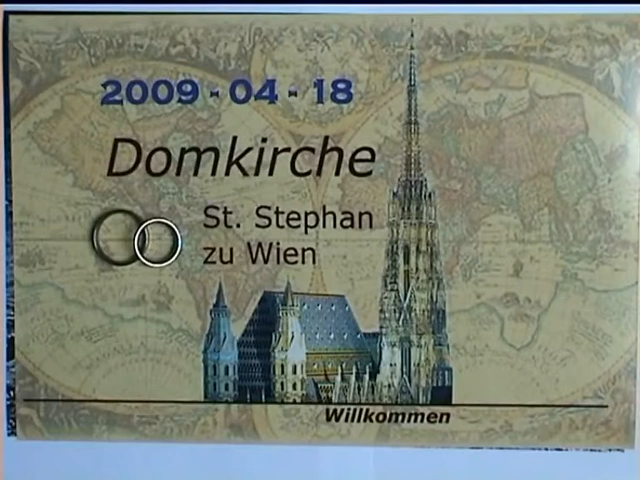 2009 - 04 - 18
Domkirche
St. Stephan
zu Wien
Willkommen